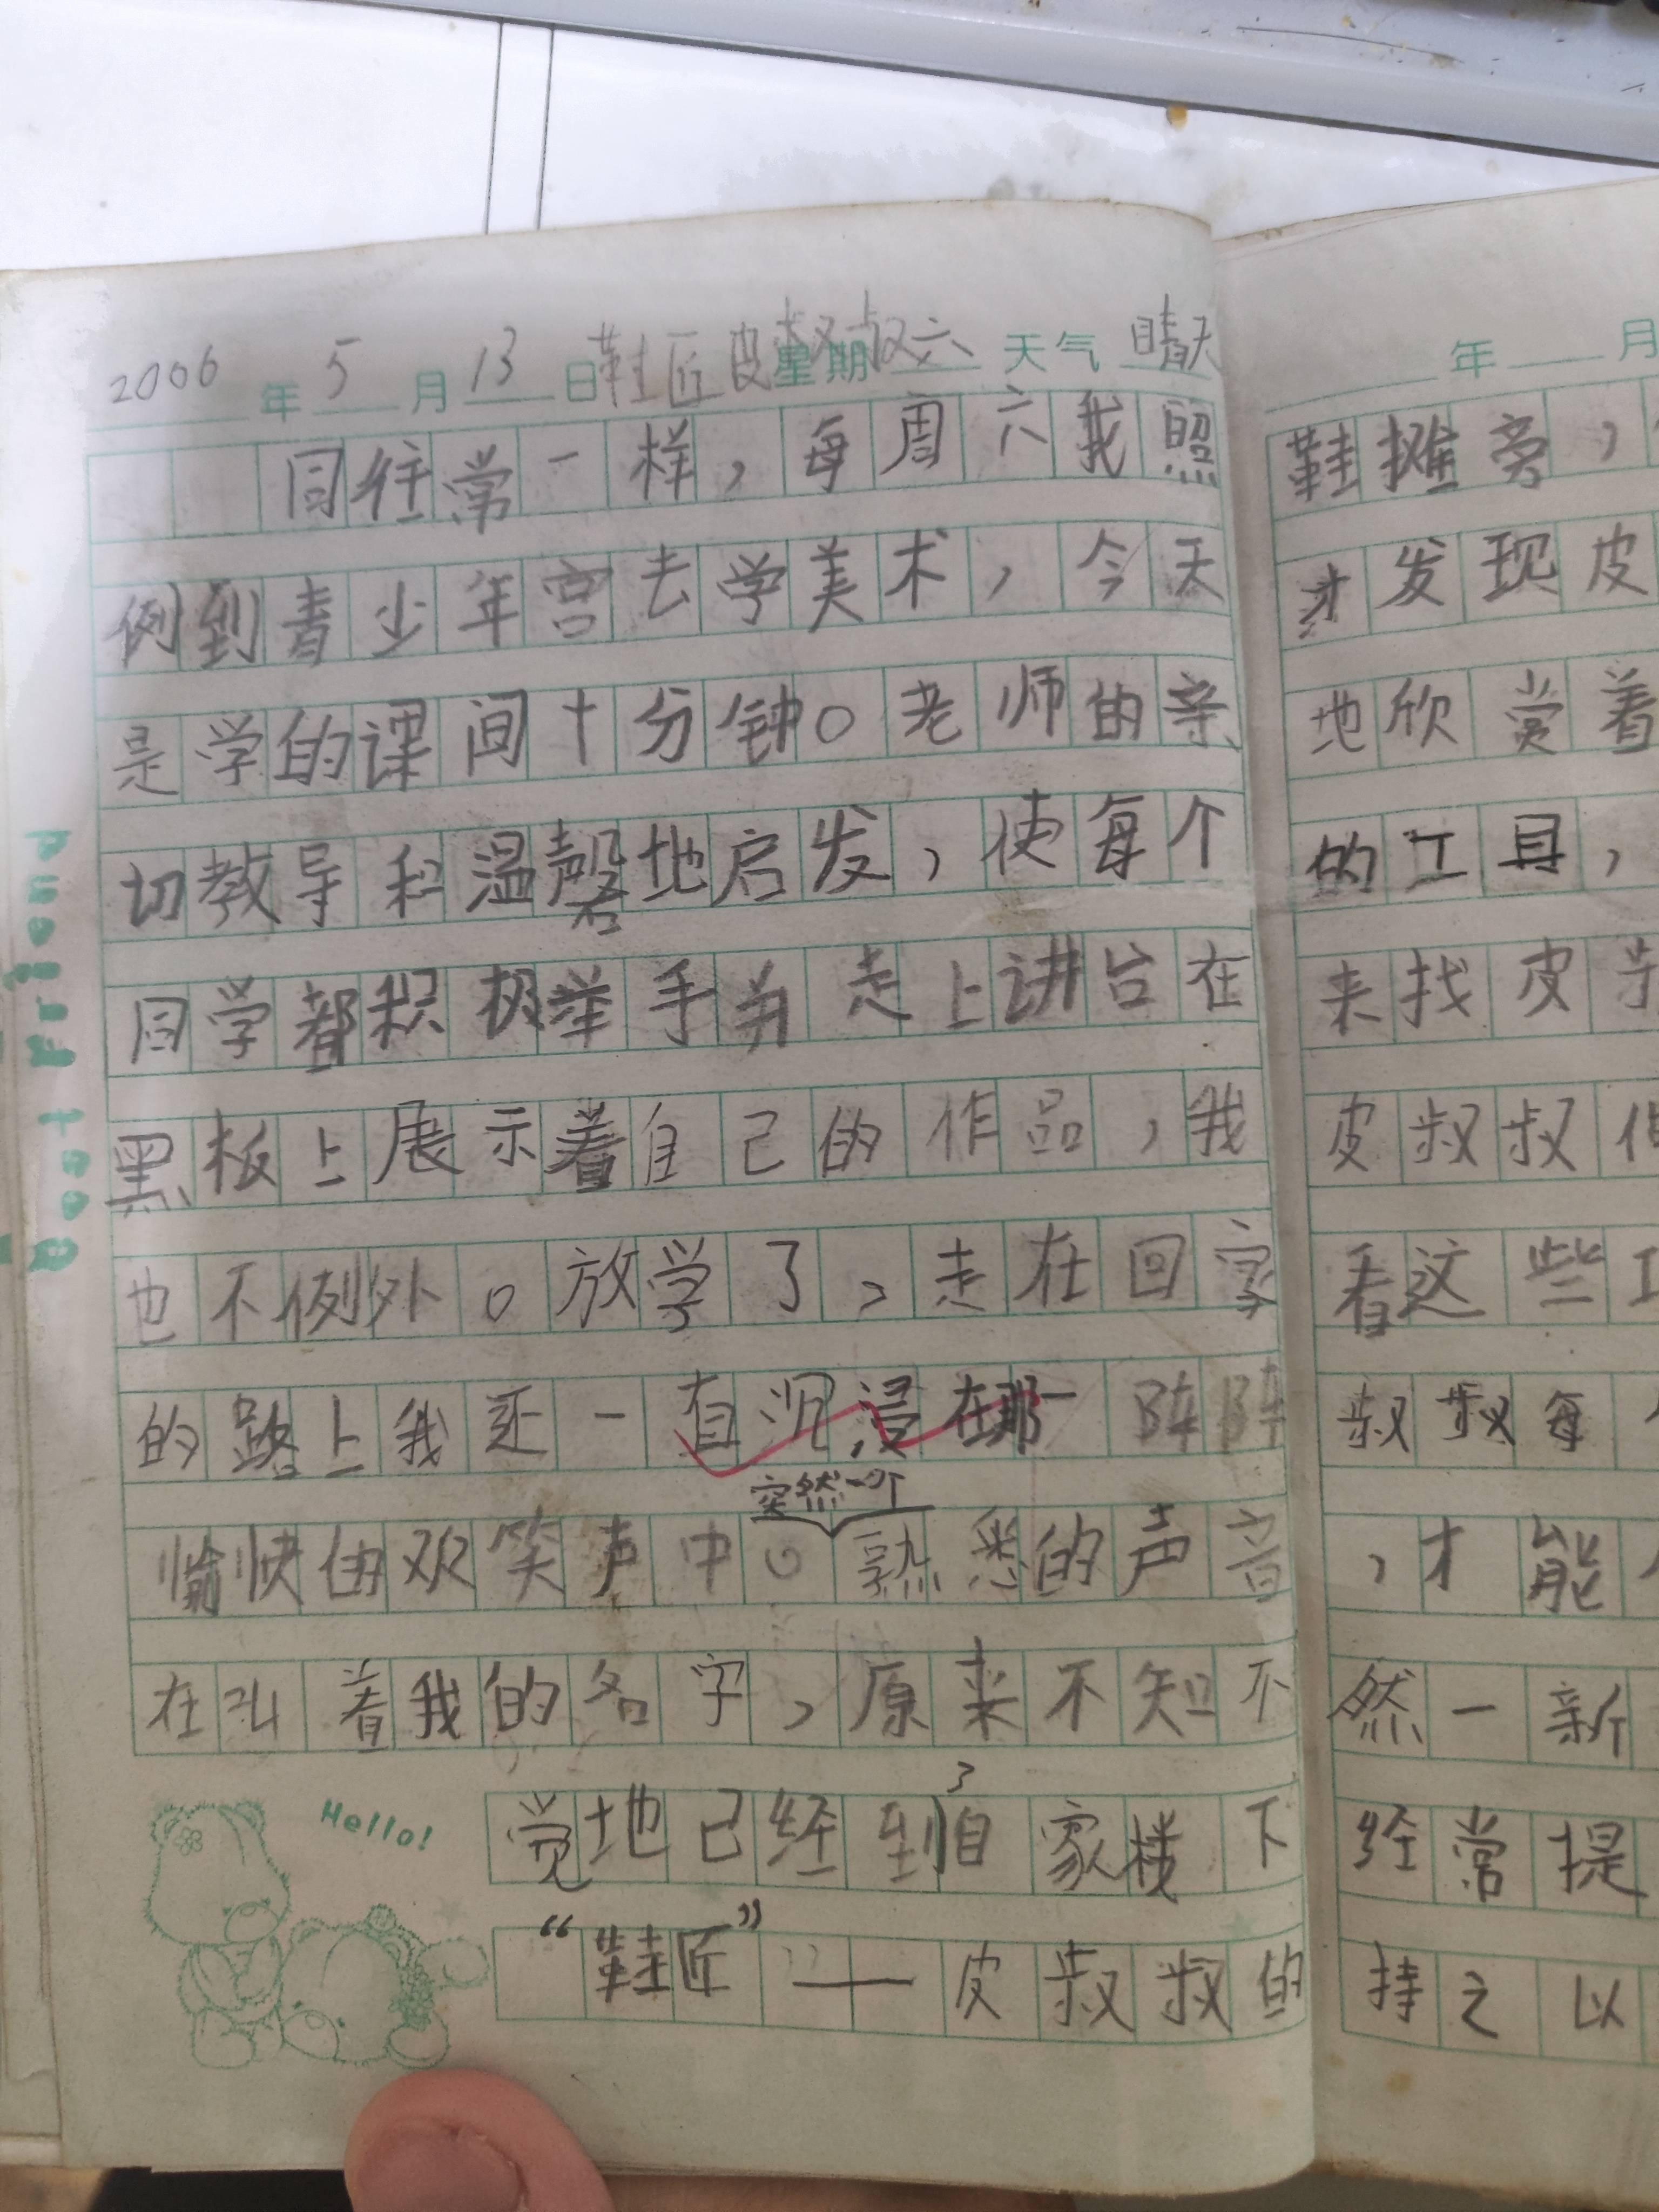 2006年5月13日 鞋匠皮叔叔 星期六 天气 晴天
同往常一样，每周六我照
例到青少年宫去学美术，今天
是学的课间十分钟。老师的亲
切教导和温馨地启发，使每个
同学都积极举手并走上讲台在
黑板上展示着自己的作品，我
也不例外。放学了，走在回家
的路上我还一直沉浸在那一阵阵
突然一个
愉快的欢笑声中。熟悉的声音
在叫着我的名字，原来不知不
觉地已经到了自家楼下
“鞋匠”——皮叔叔的
Hello!
Best Friend
年 月
鞋摊旁，
才发现皮
地欣赏着
的工具，
来找皮
皮叔叔
看这些工
叔叔每
，才能
然一新
经常提
持之以